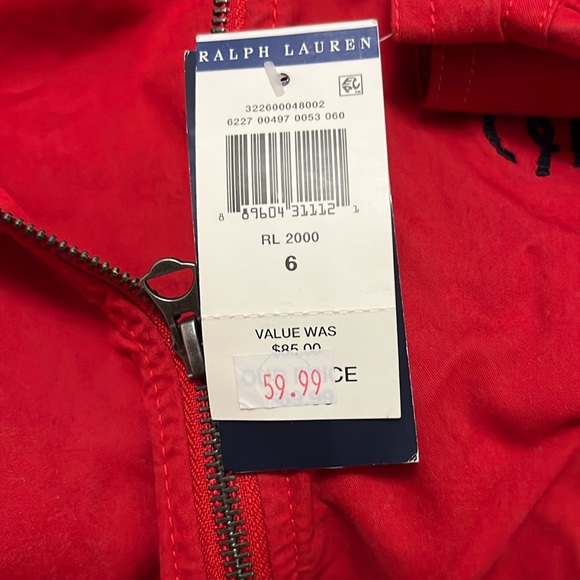 RALPH LAUREN
322600048002
6227 00497 0053 060
8 89604 31112 1
RL 2000
6
VALUE WAS
$85.00
59.99